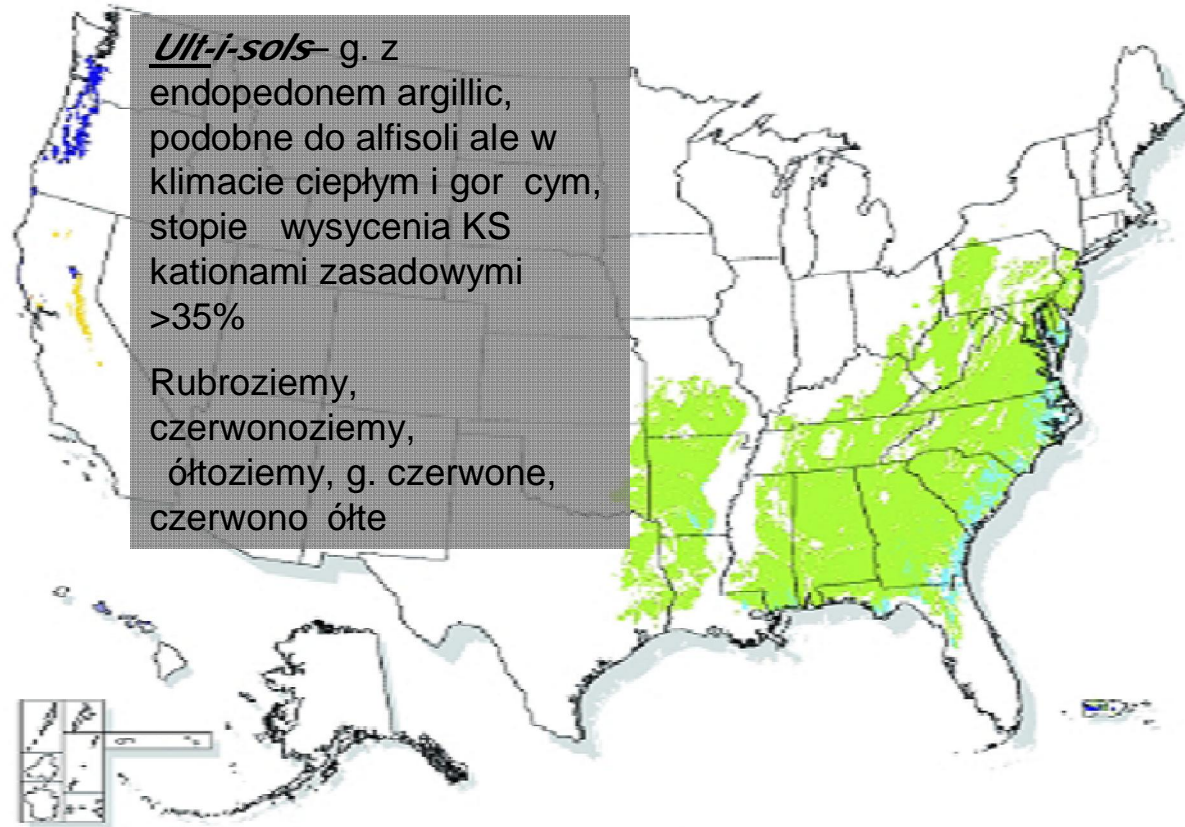 Ult-i-sols– g. z
endopedonem argillic,
podobne do alfisoli ale w
klimacie ciepłym i gor cym,
stopie wysycenia KS
kationami zasadowymi
>35%
Rubroziemy,
czerwonoziemy,
ółtoziemy, g. czerwone,
czerwono ółte